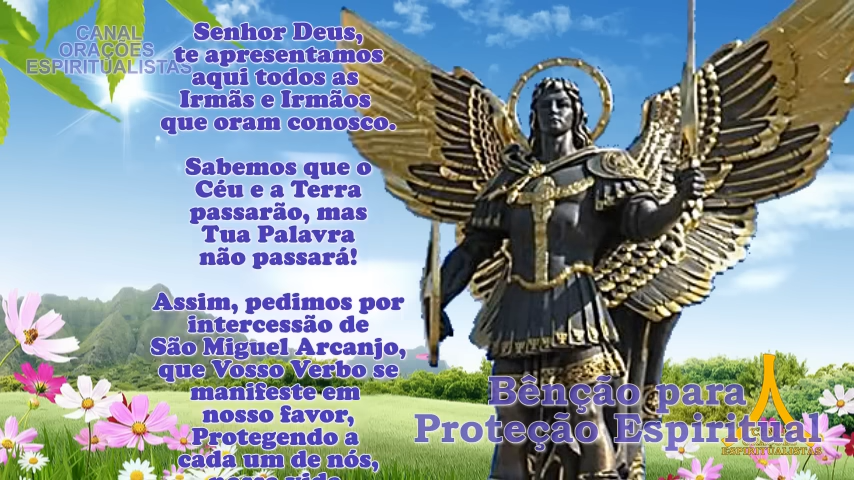 CANAL
ORAÇÕES
ESPIRITUALISTAS
Senhor Deus,
te apresentamos
aqui todos as
Irmãs e Irmãos
que oram conosco.
Sabemos que o
Céu e a Terra
passarão, mas
Tua Palavra
não passará!
Assim, pedimos por
intercessão de
São Miguel Arcanjo,
que Vosso Verbo se
manifeste em
nosso favor,
Protegendo a
cada um de nós,
Bênção para
Proteção Espiritual
ESPIRITUALISTAS